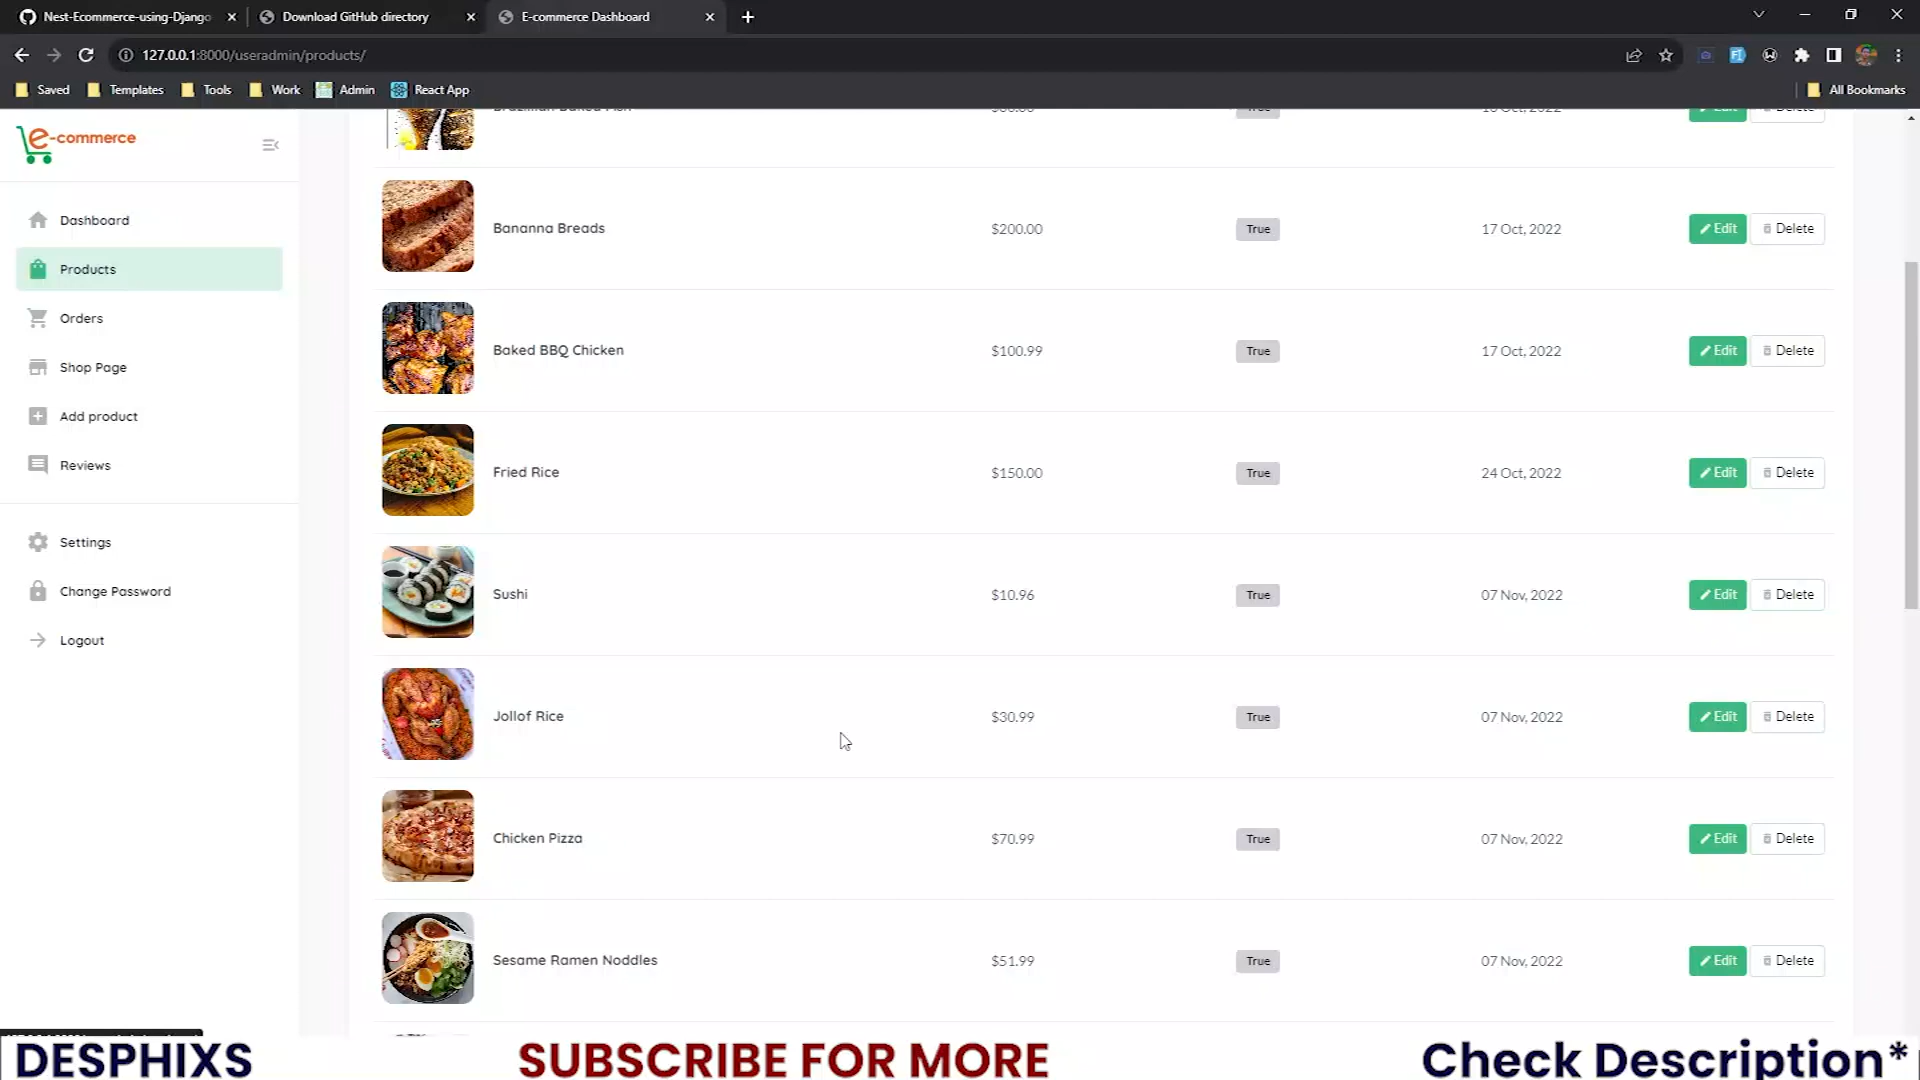 Nest-Ecommerce-using-Django
Download GitHub directory
E-commerce Dashboard
127.0.0.1:8000/useradmin/products/
Saved
Templates
Tools
Work
Admin
React App
All Bookmarks
e-commerce
Dashboard
Products
Orders
Shop Page
Add product
Reviews
Settings
Change Password
Logout
Bananna Breads $200.00 True 17 Oct, 2022 Edit Delete
Baked BBQ Chicken $100.99 True 17 Oct, 2022 Edit Delete
Fried Rice $150.00 True 24 Oct, 2022 Edit Delete
Sushi $10.96 True 07 Nov, 2022 Edit Delete
Jollof Rice $30.99 True 07 Nov, 2022 Edit Delete
Chicken Pizza $70.99 True 07 Nov, 2022 Edit Delete
Sesame Ramen Noddles $51.99 True 07 Nov, 2022 Edit Delete
DESPHIXS
SUBSCRIBE FOR MORE
Check Description*